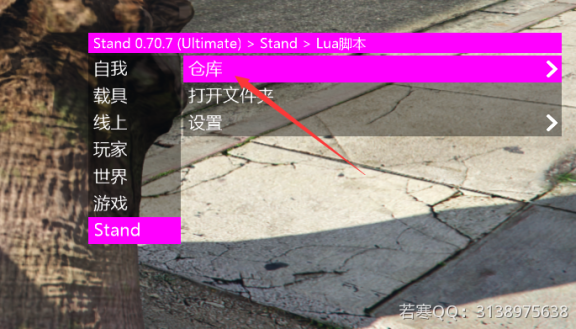 Stand 0.70.7 (Ultimate) > Stand > Lua脚本
自我
仓库
载具
打开文件夹
线上
设置
玩家
世界
游戏
Stand
若寒QQ：3138975638